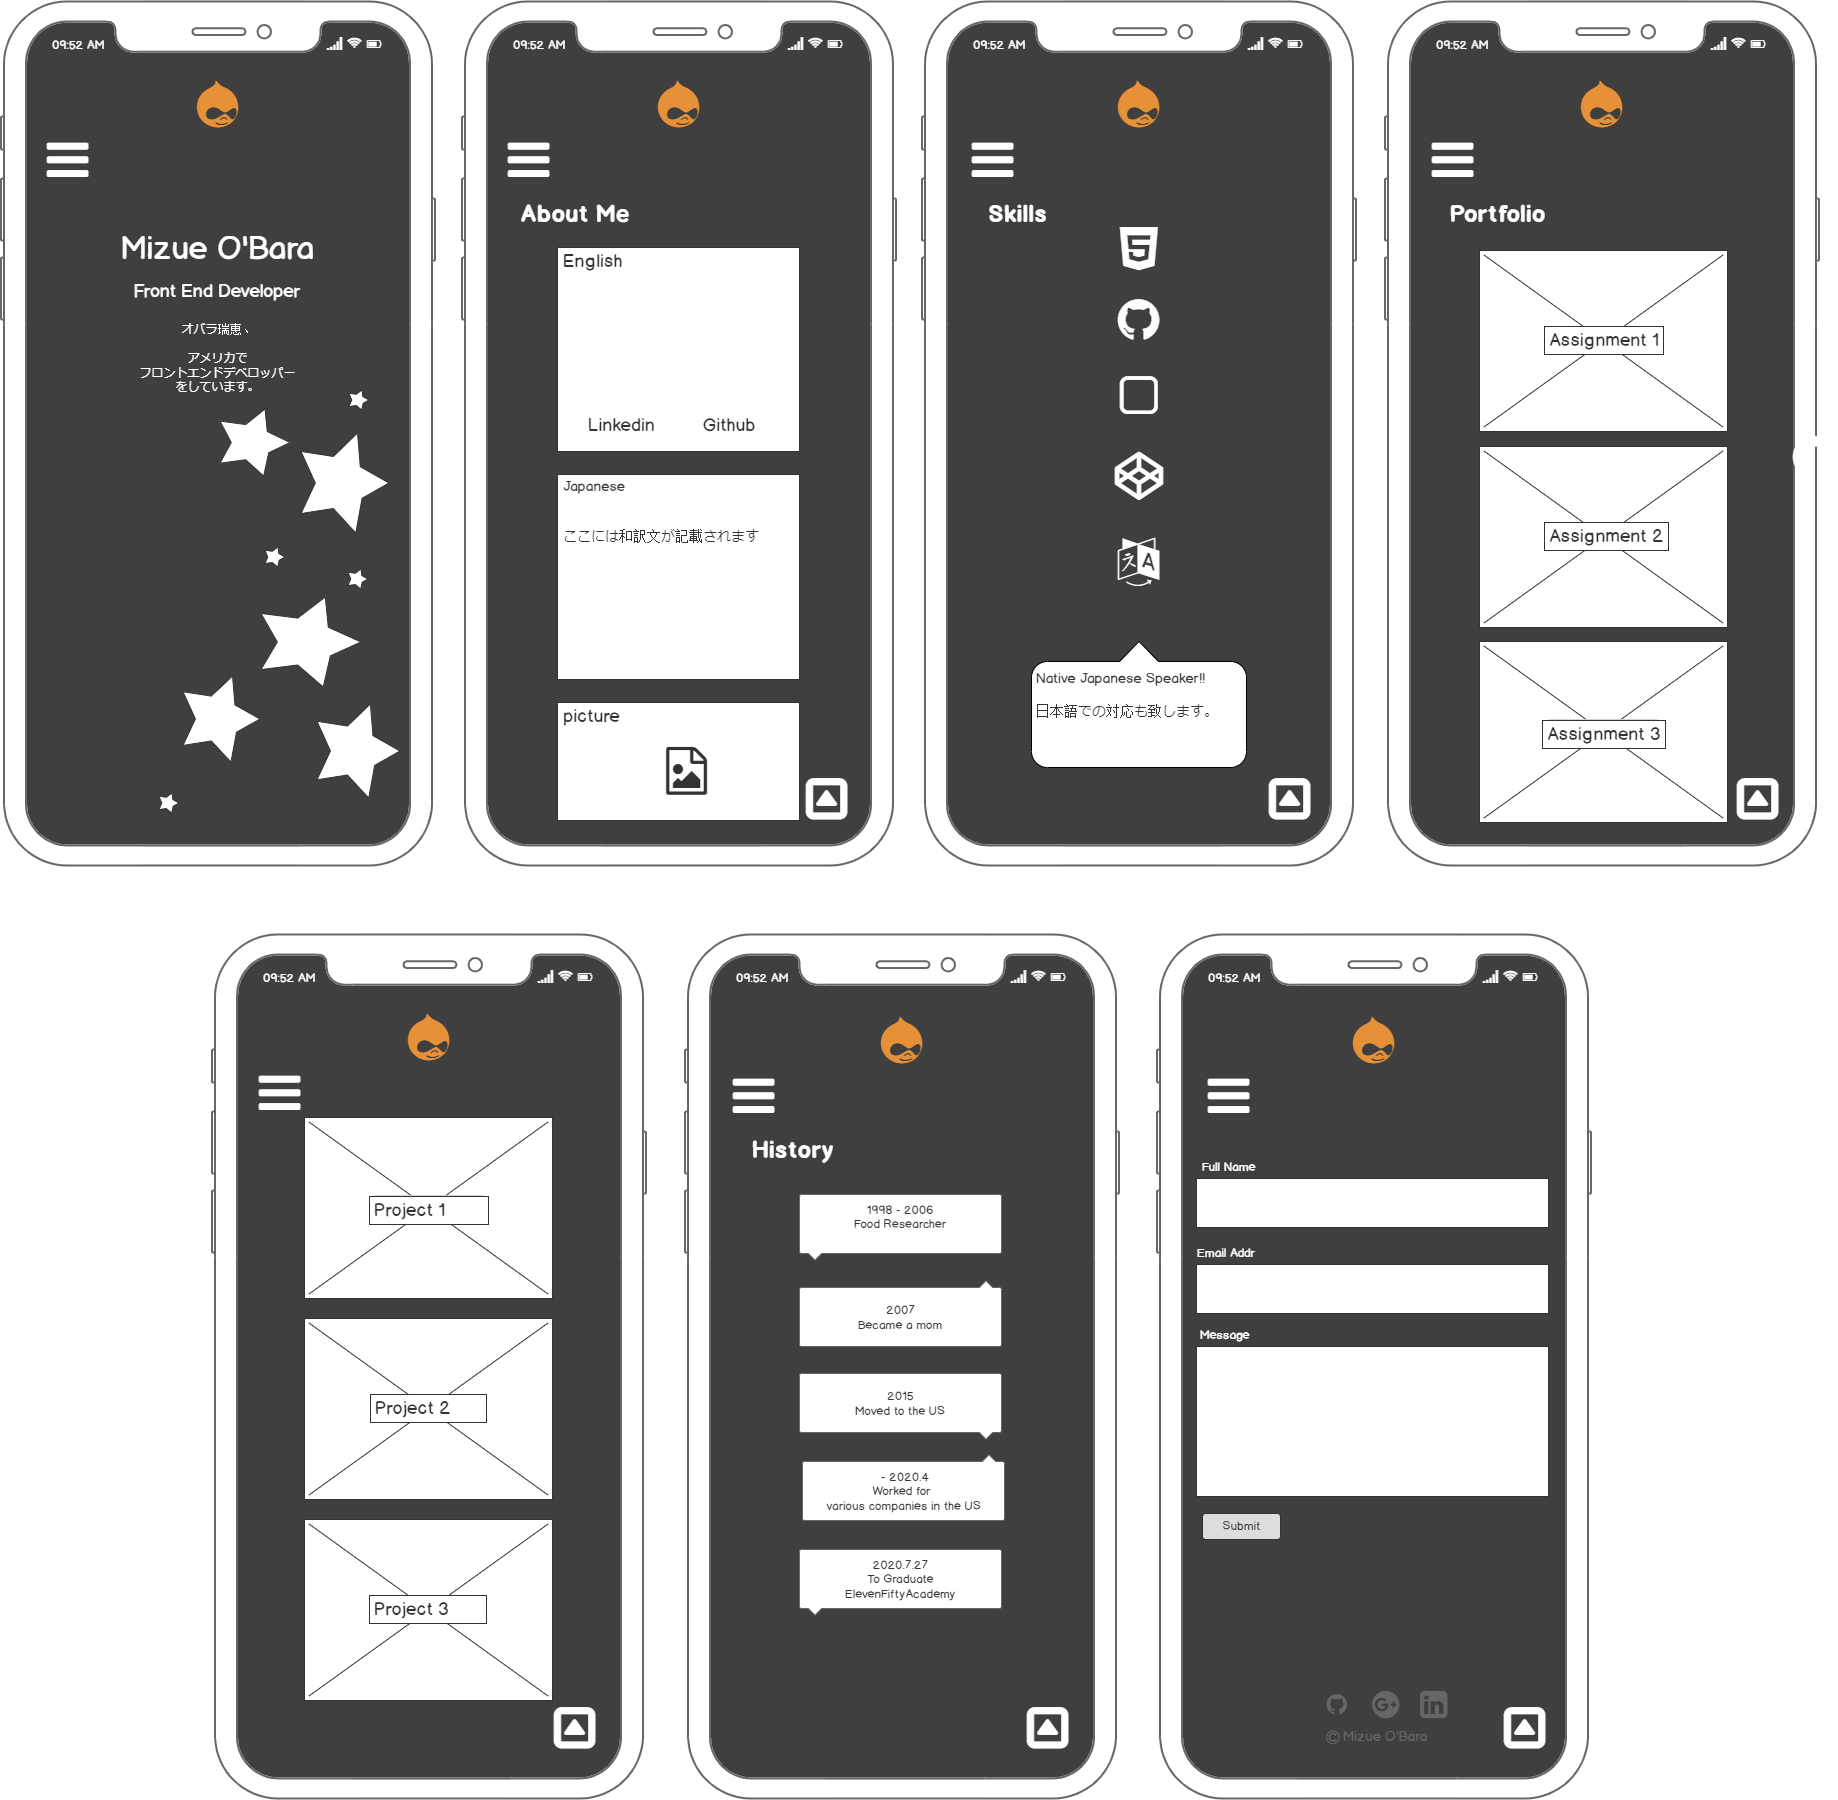 09:52 AM
Mizue O'Bara
Front End Developer
オバラ瑞恵、
アメリカで
フロントエンドデベロッパー
をしています。
09:52 AM
About Me
English
Linkedin Github
Japanese
ここには和訳文が記載されます
picture
09:52 AM
Skills
Native Japanese Speaker!!
日本語での対応も致します。
09:52 AM
Portfolio
Assignment 1
Assignment 2
Assignment 3
09:52 AM
Project 1
Project 2
Project 3
09:52 AM
History
1998 - 2006
Food Researcher
2007
Became a mom
2015
Moved to the US
- 2020.4
Worked for
various companies in the US
2020.7.27
To Graduate
ElevenFiftyAcademy
09:52 AM
Full Name
Email Addr
Message
Submit
© Mizue O'Bara